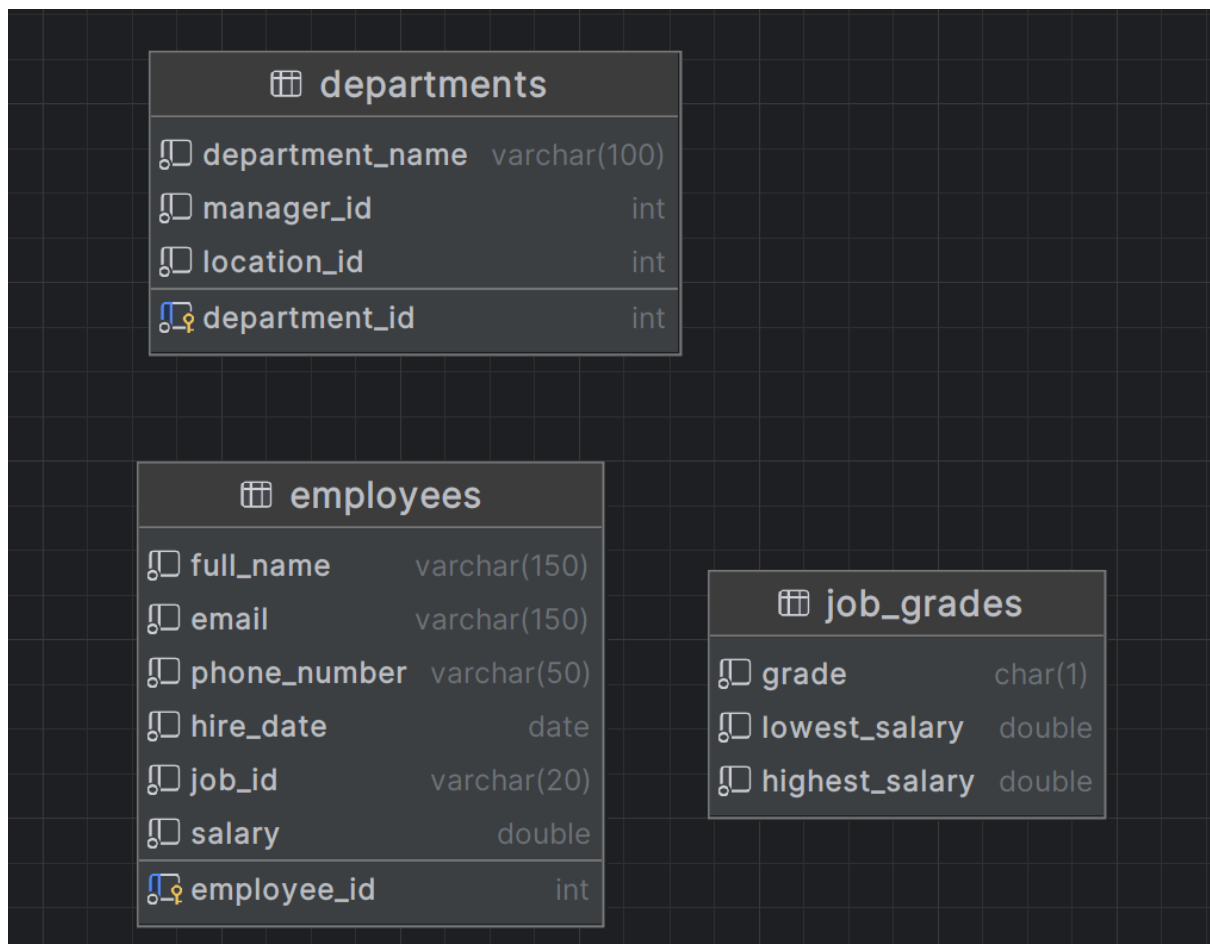 departments
department_name varchar(100)
manager_id int
location_id int
department_id int
employees
full_name varchar(150)
email varchar(150)
phone_number varchar(50)
hire_date date
job_id varchar(20)
salary double
employee_id int
job_grades
grade char(1)
lowest_salary double
highest_salary double